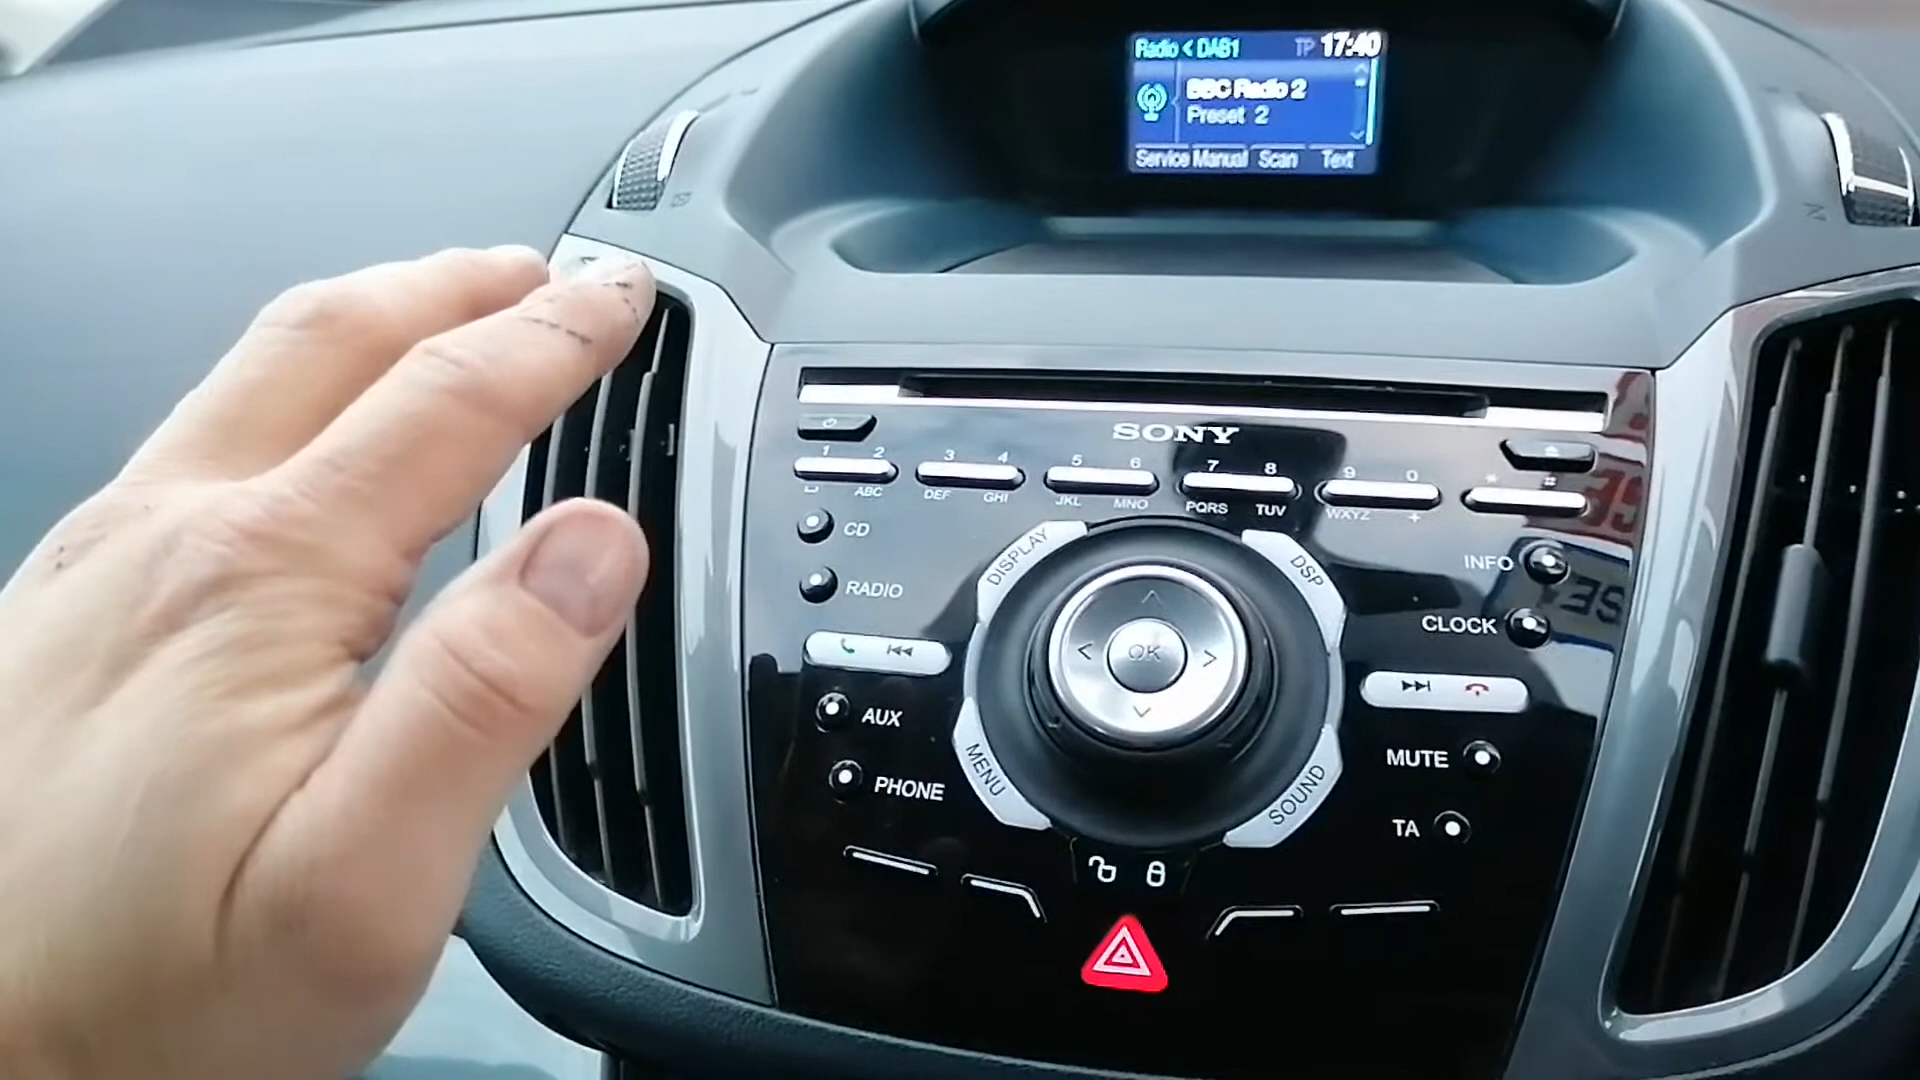 Radio < DAB1 TP 17:40
BBC Radio 2
Preset 2
Service Manual Scan Text
SONY
1 2 3 4 5 6 7 8 9 0 * #
ABC DEF GHI JKL MNO PQRS TUV WXYZ +
CD
RADIO
AUX
PHONE
DISPLAY
DSP
OK
MENU
SOUND
INFO
CLOCK
MUTE
TA